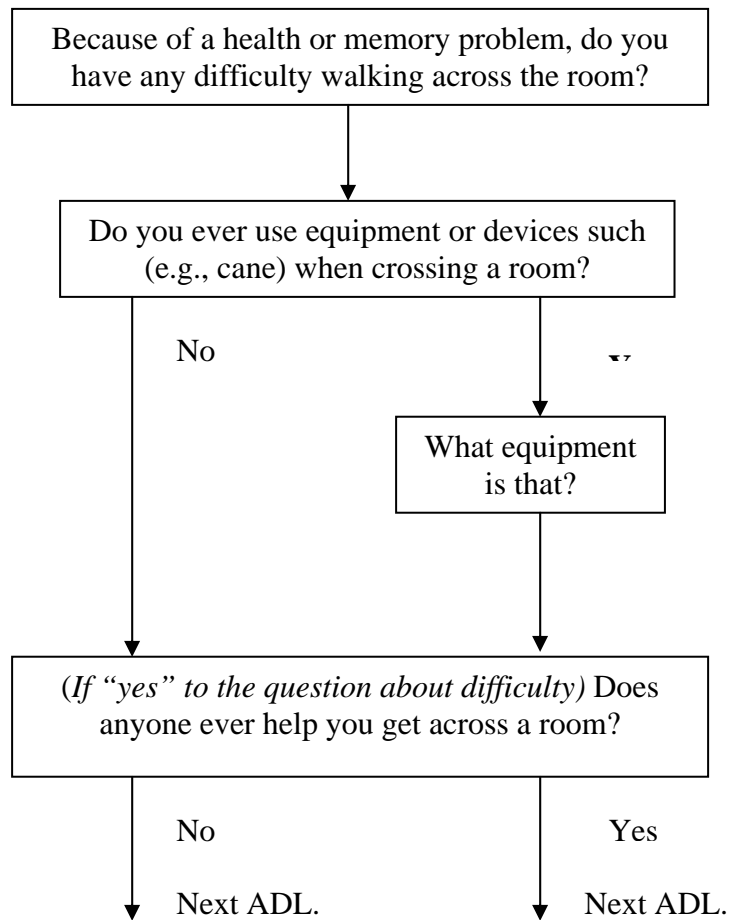 Because of a health or memory problem, do you
have any difficulty walking across the room?
Do you ever use equipment or devices such
(e.g., cane) when crossing a room?
No
What equipment
is that?
(If “yes” to the question about difficulty) Does
anyone ever help you get across a room?
No
Yes
Next ADL.
Next ADL.